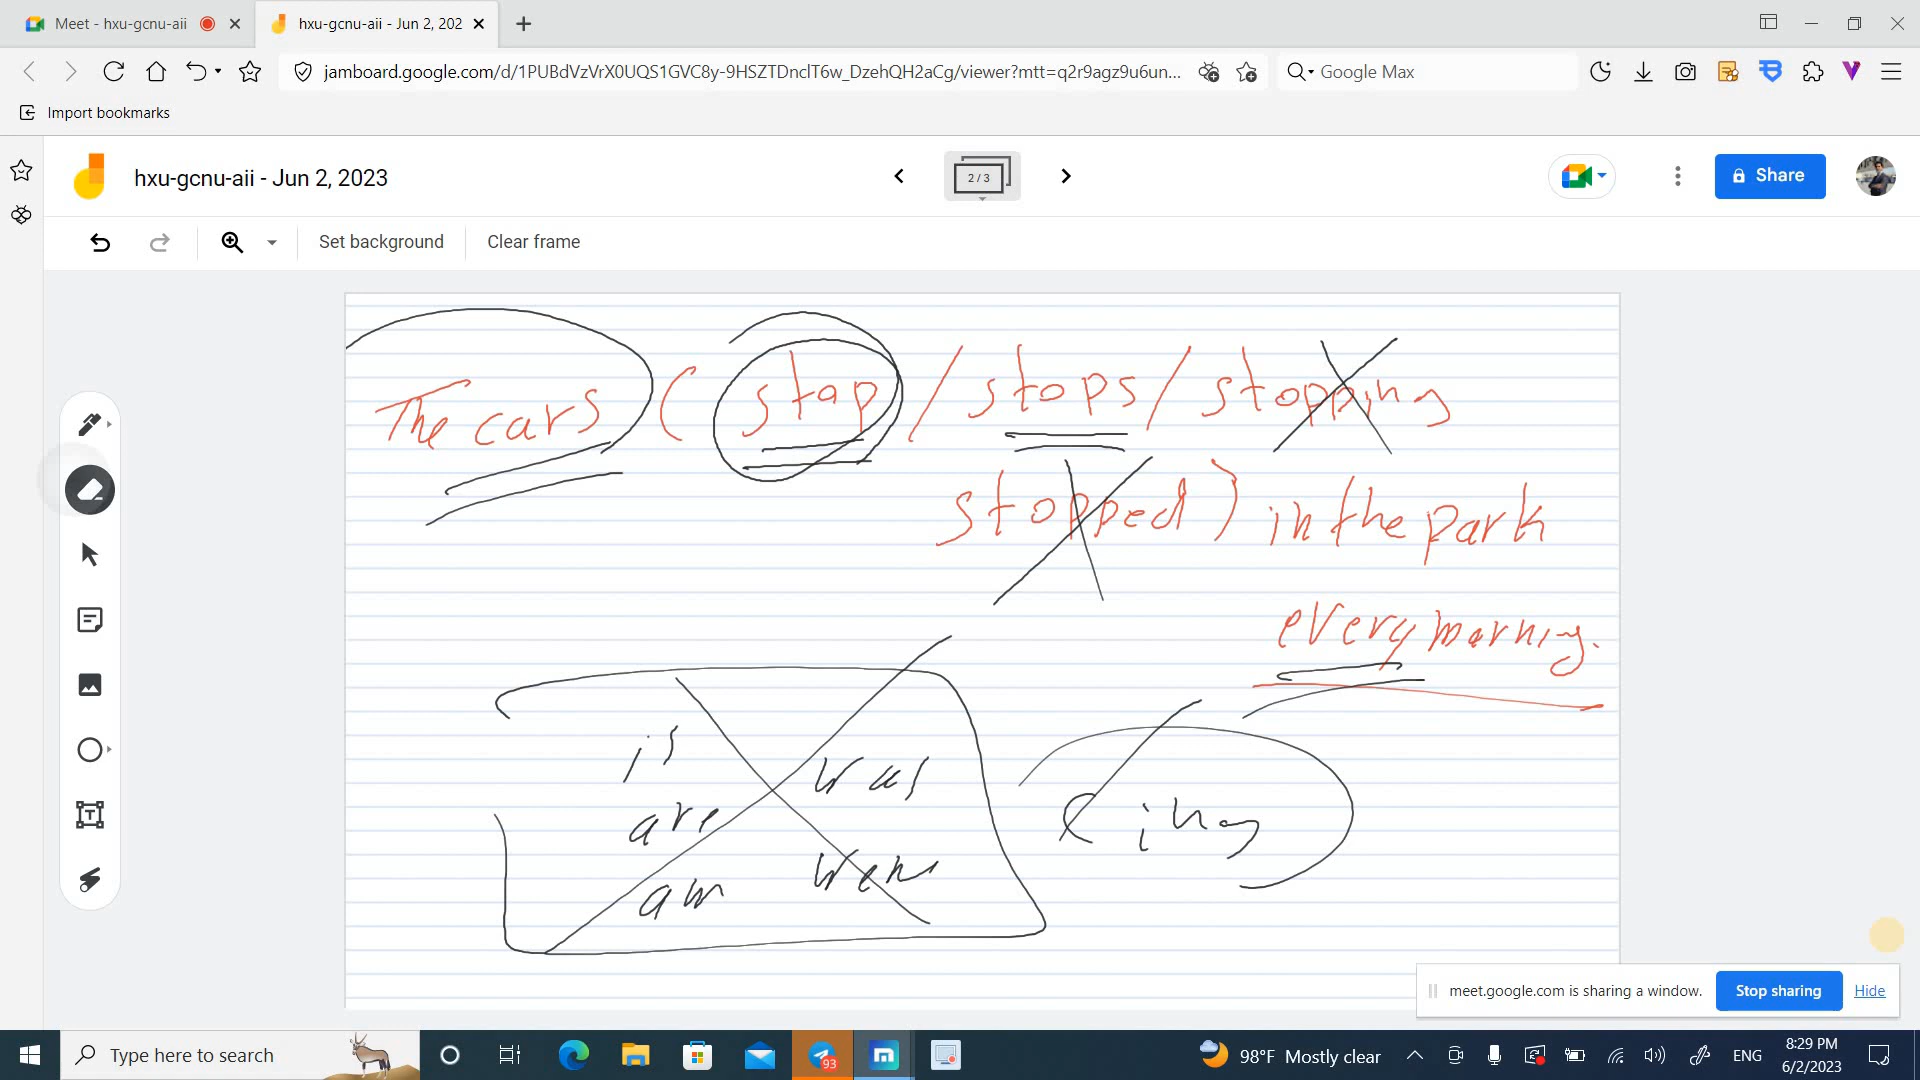 Meet - hxu-gcnu-aii
hxu-gcnu-aii - Jun 2, 202
jamboard.google.com/d/1PUBdVzVrX0UQS1GVC8y-9HSZTDnclT6w_DzehQH2aCg/viewer?mtt=q2r9agz9u6un...
Google Max
Import bookmarks
hxu-gcnu-aii - Jun 2, 2023
2 / 3
Share
Set background
Clear frame
The cars ( stop / stops / stopping
stopped ) in the park
every morning.
is
was
are
were
am
ing
meet.google.com is sharing a window.
Stop sharing
Hide
Type here to search
93
98°F Mostly clear
ENG
8:29 PM
6/2/2023